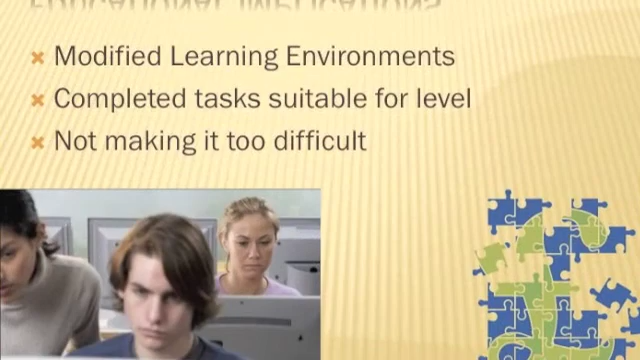 Modified Learning Environments
Completed tasks suitable for level
Not making it too difficult